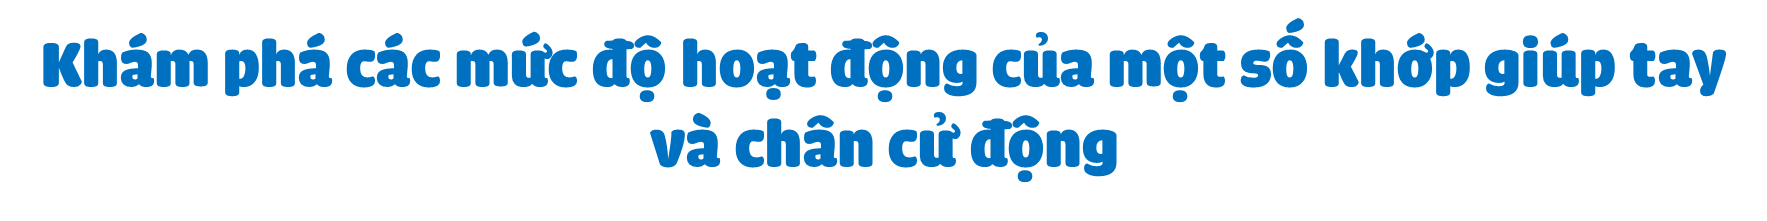 Khám phá các mức độ hoạt động của một số khớp giúp tay
và chân cử động